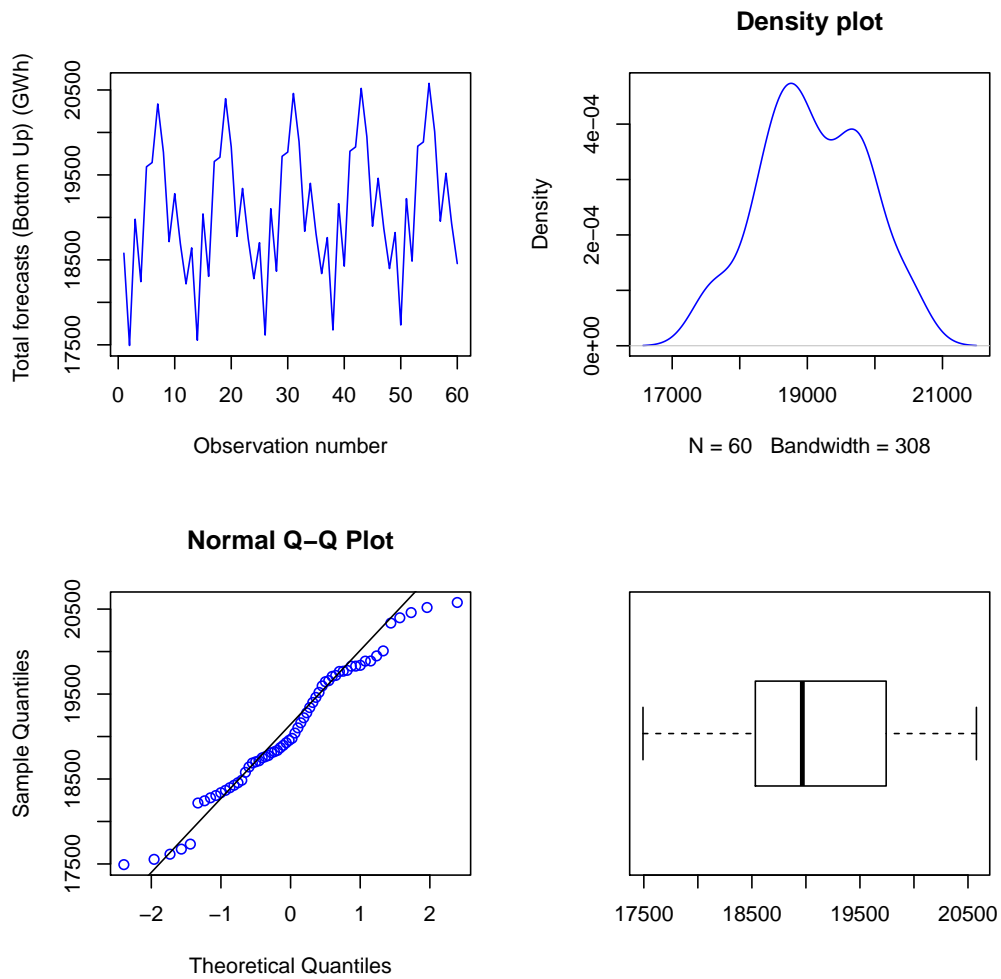 Total forecasts (Bottom Up) (GWh)
20500
19500
18500
17500
0 10 20 30 40 50 60
Observation number
Density plot
Density
4e−04
2e−04
0e+00
17000 19000 21000
N = 60 Bandwidth = 308
Normal Q−Q Plot
Sample Quantiles
20500
19500
18500
17500
−2 −1 0 1 2
Theoretical Quantiles
17500 18500 19500 20500